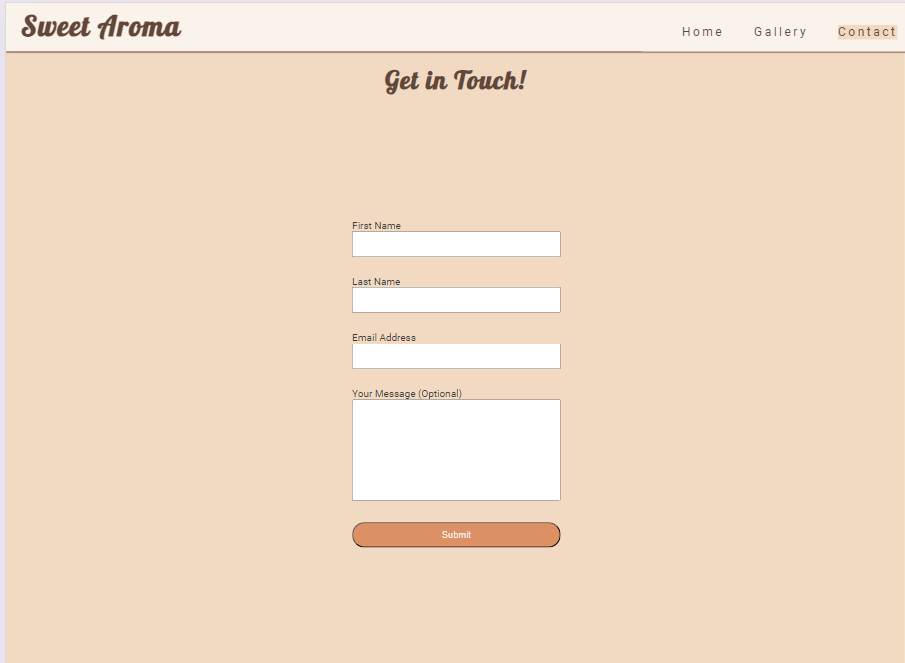 Sweet Aroma
Home Gallery Contact
Get in Touch!
First Name
Last Name
Email Address
Your Message (Optional)
Submit